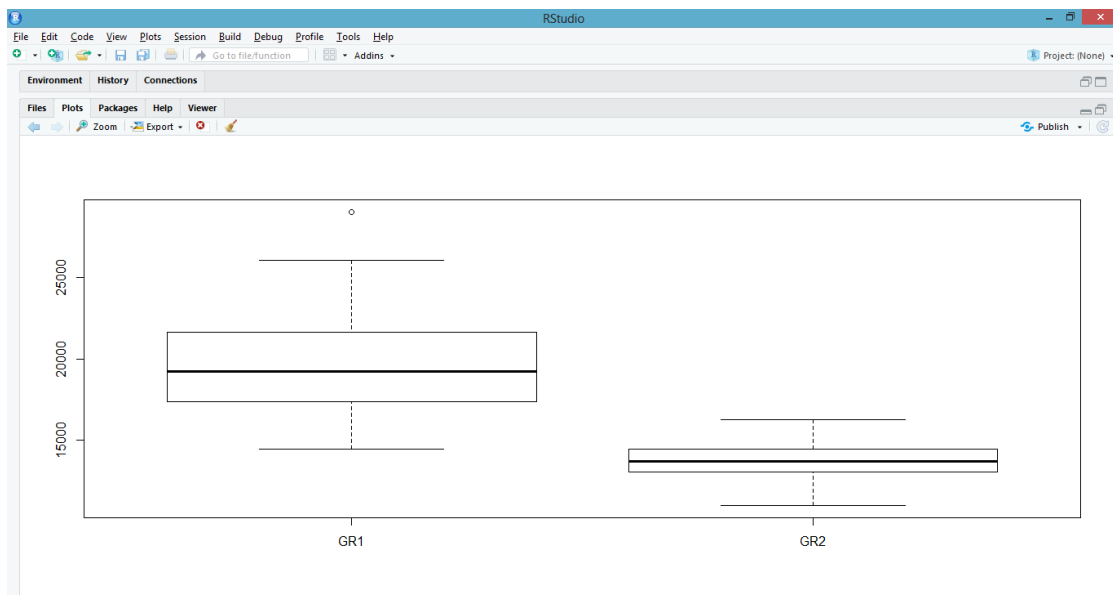 RStudio
File Edit Code View Plots Session Build Debug Profile Tools Help
Go to file/function Addins Project: (None)
Environment History Connections
Files Plots Packages Help Viewer
Zoom Export Publish
25000
20000
15000
GR1 GR2